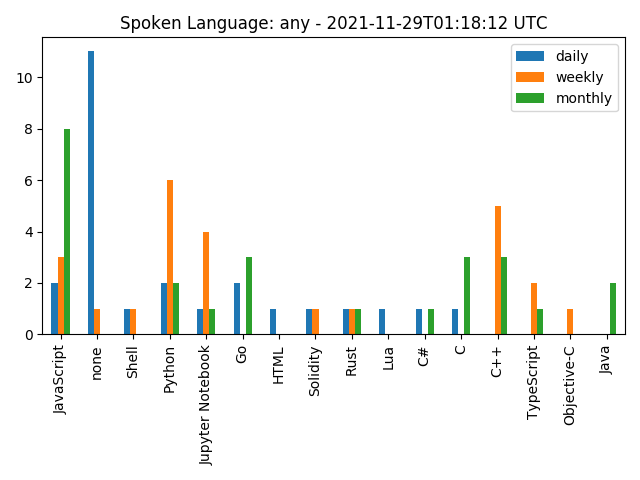 Spoken Language: any - 2021-11-29T01:18:12 UTC
daily
weekly
monthly
10
8
6
4
2
0
JavaScript
none
Shell
Python
Jupyter Notebook
Go
HTML
Solidity
Rust
Lua
C#
C
C++
TypeScript
Objective-C
Java